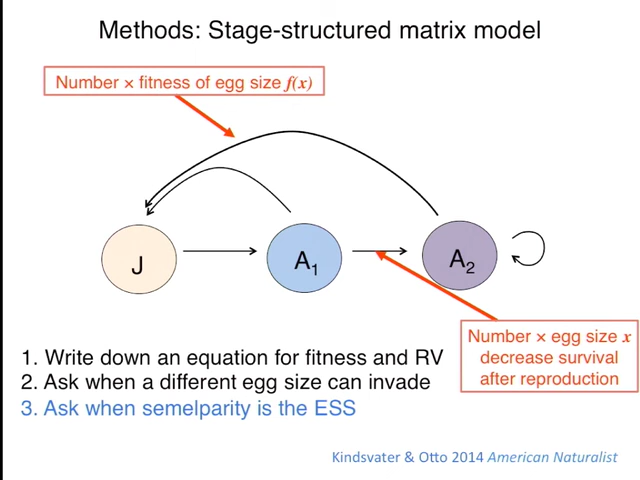 Methods: Stage-structured matrix model
Number × fitness of egg size f(x)
J
A1
A2
Number × egg size x
decrease survival
after reproduction
1. Write down an equation for fitness and RV
2. Ask when a different egg size can invade
3. Ask when semelparity is the ESS
Kindsvater & Otto 2014 American Naturalist